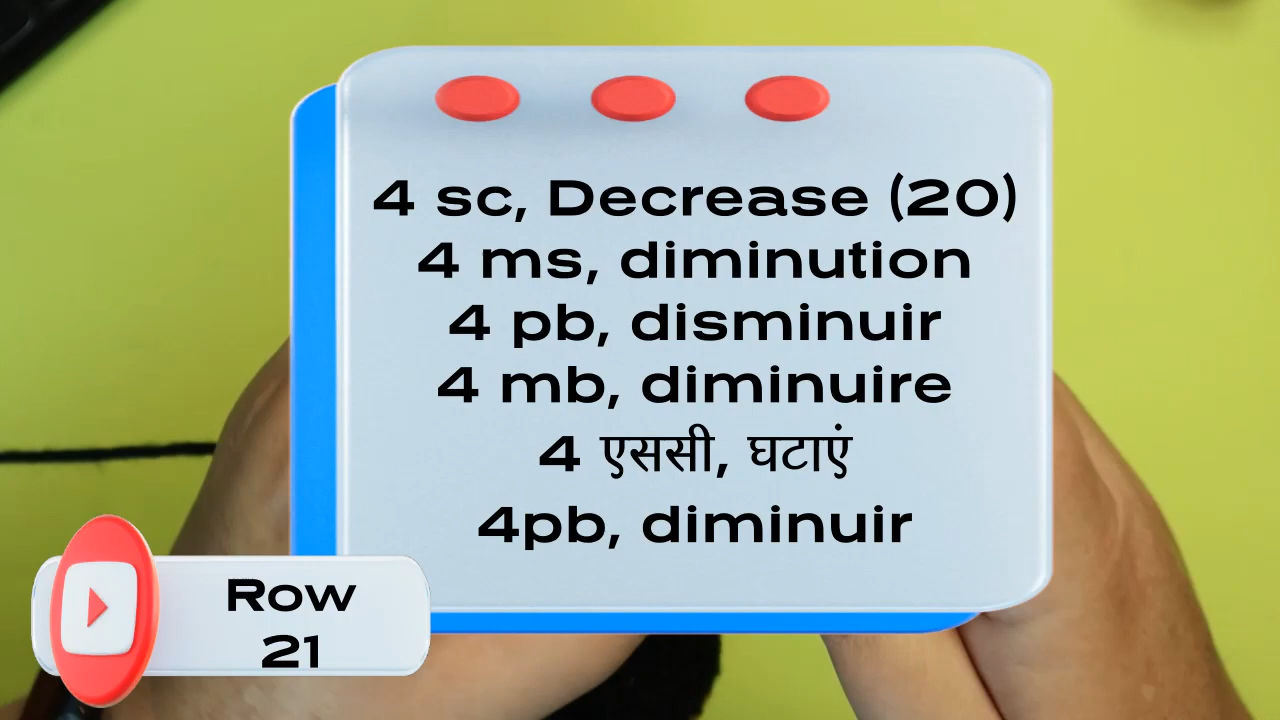 4 sc, Decrease (20)
4 ms, diminution
4 pb, disminuir
4 mb, diminuire
4 एससी, घटाएं
4pb, diminuir
Row
21